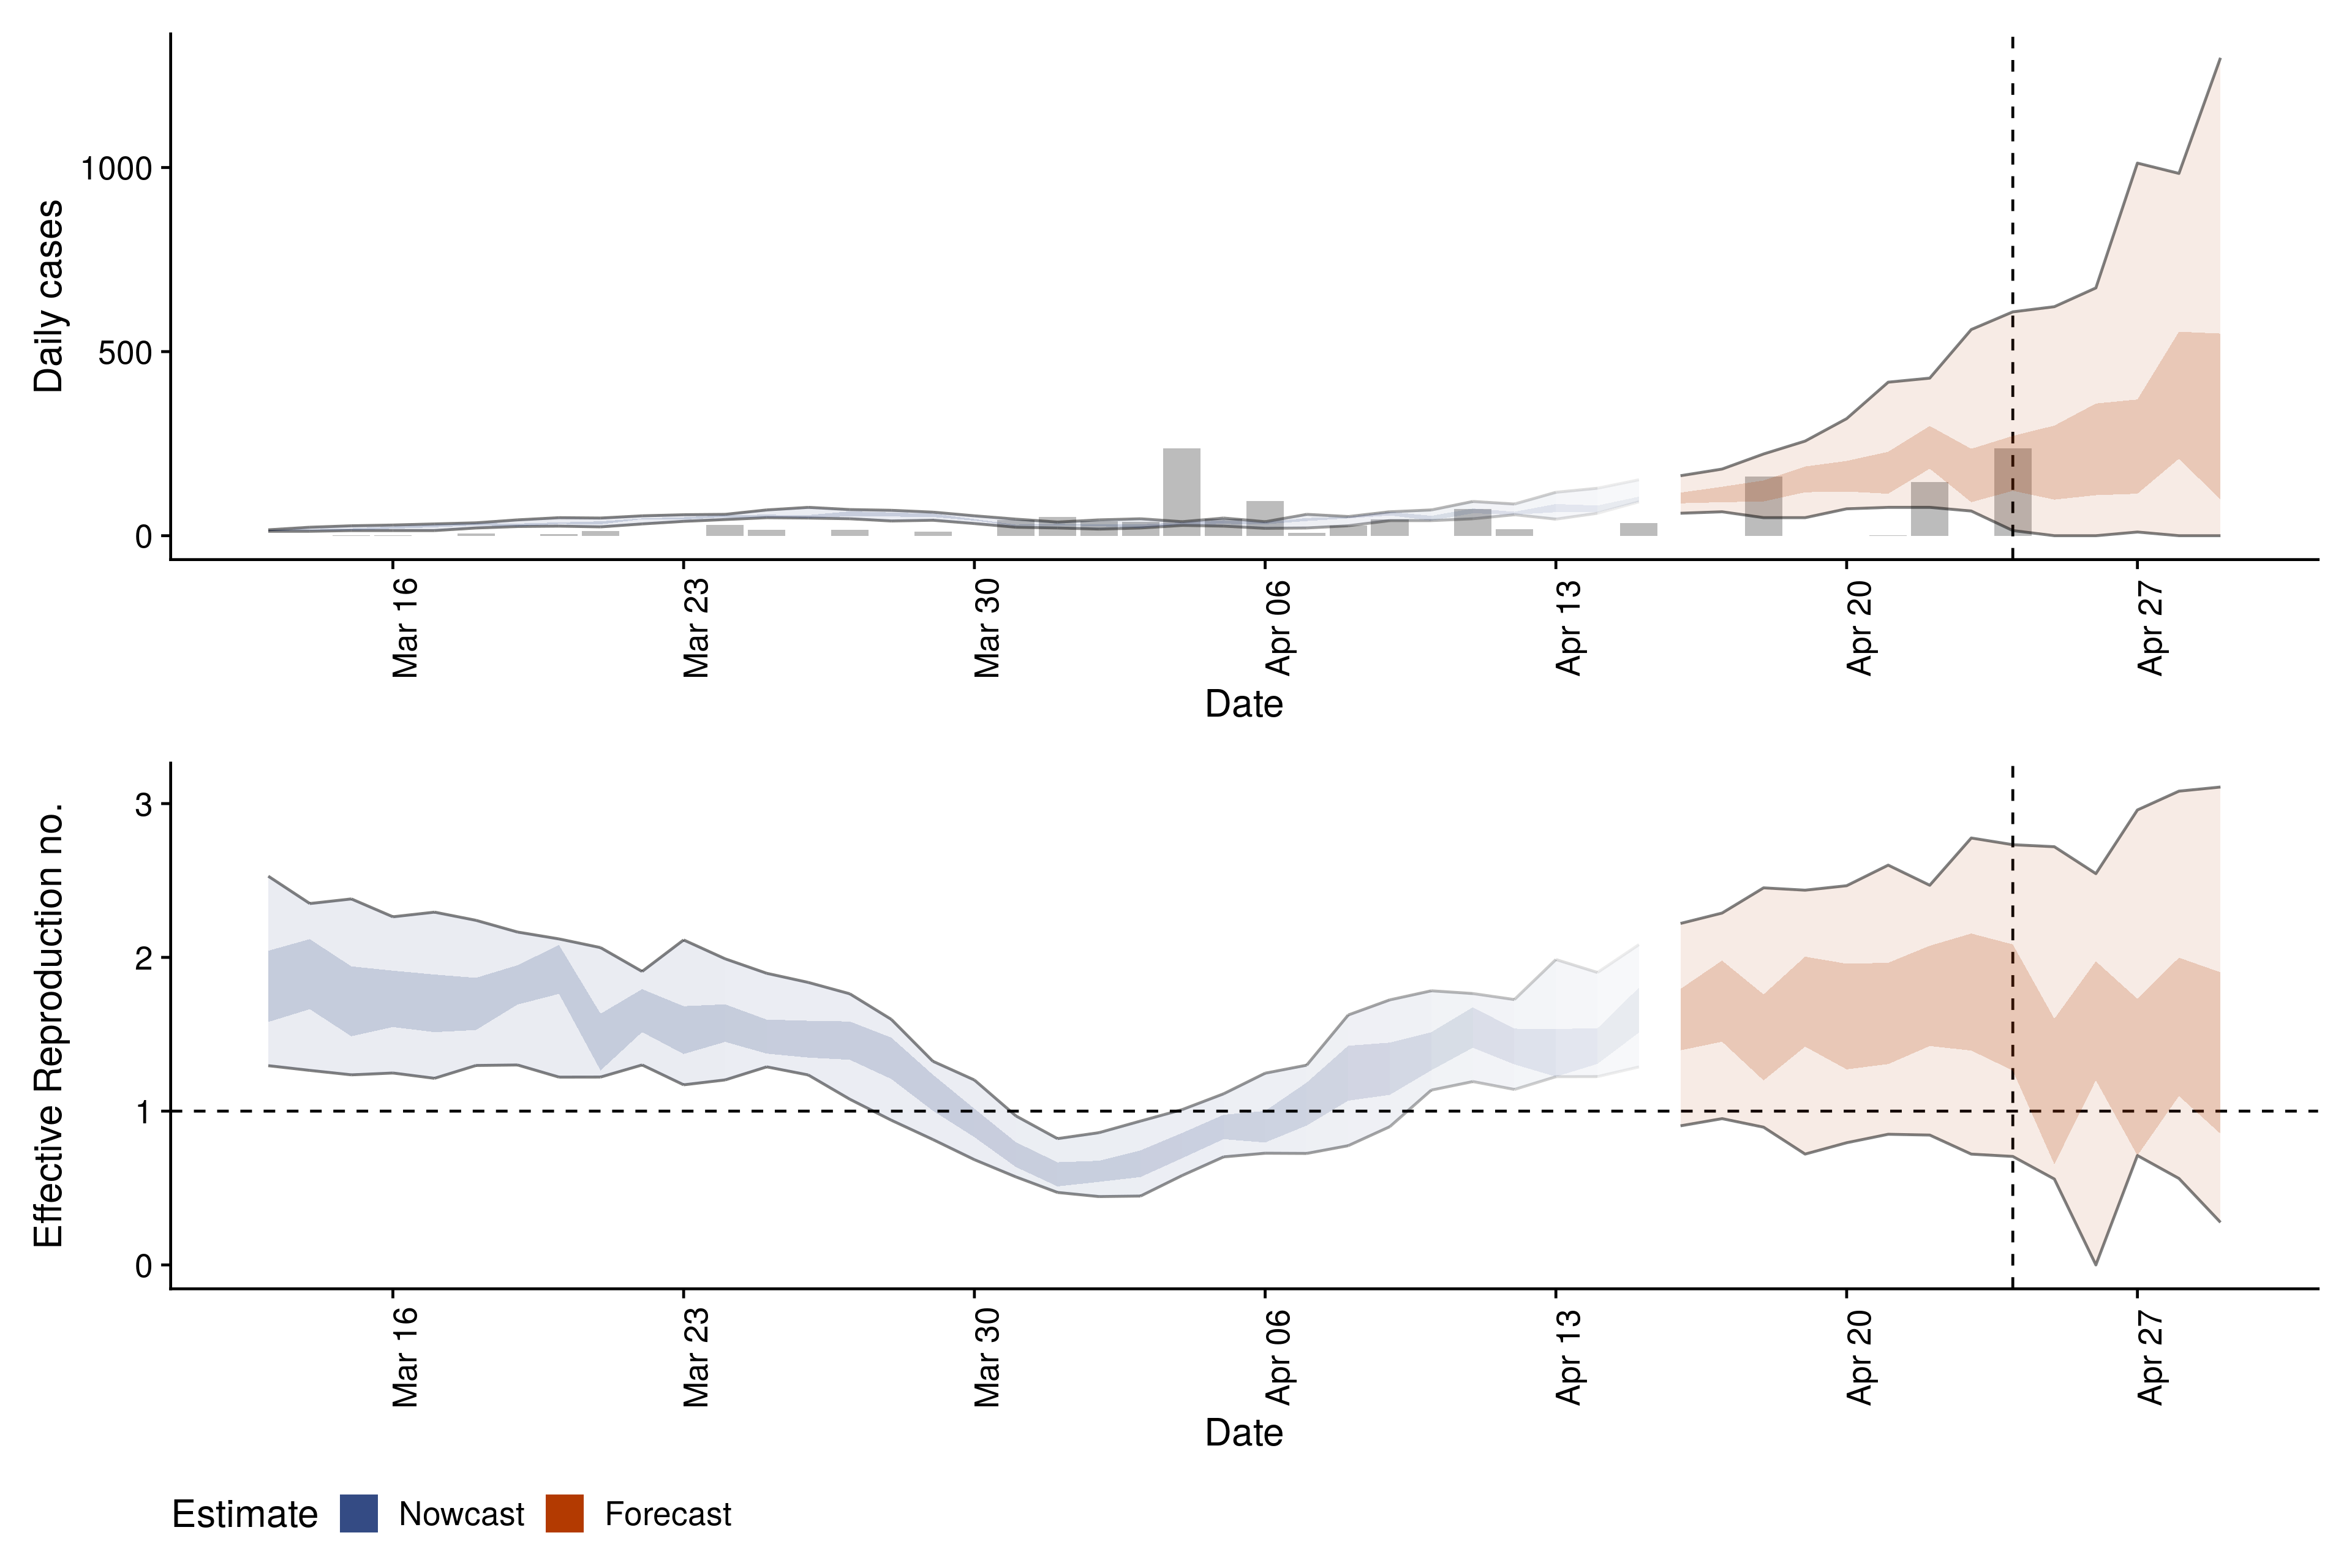 Daily cases
1000
500
0
Mar 16
Mar 23
Mar 30
Apr 06
Apr 13
Apr 20
Apr 27
Date
Effective Reproduction no.
3
2
1
0
Mar 16
Mar 23
Mar 30
Apr 06
Apr 13
Apr 20
Apr 27
Date
Estimate Nowcast Forecast